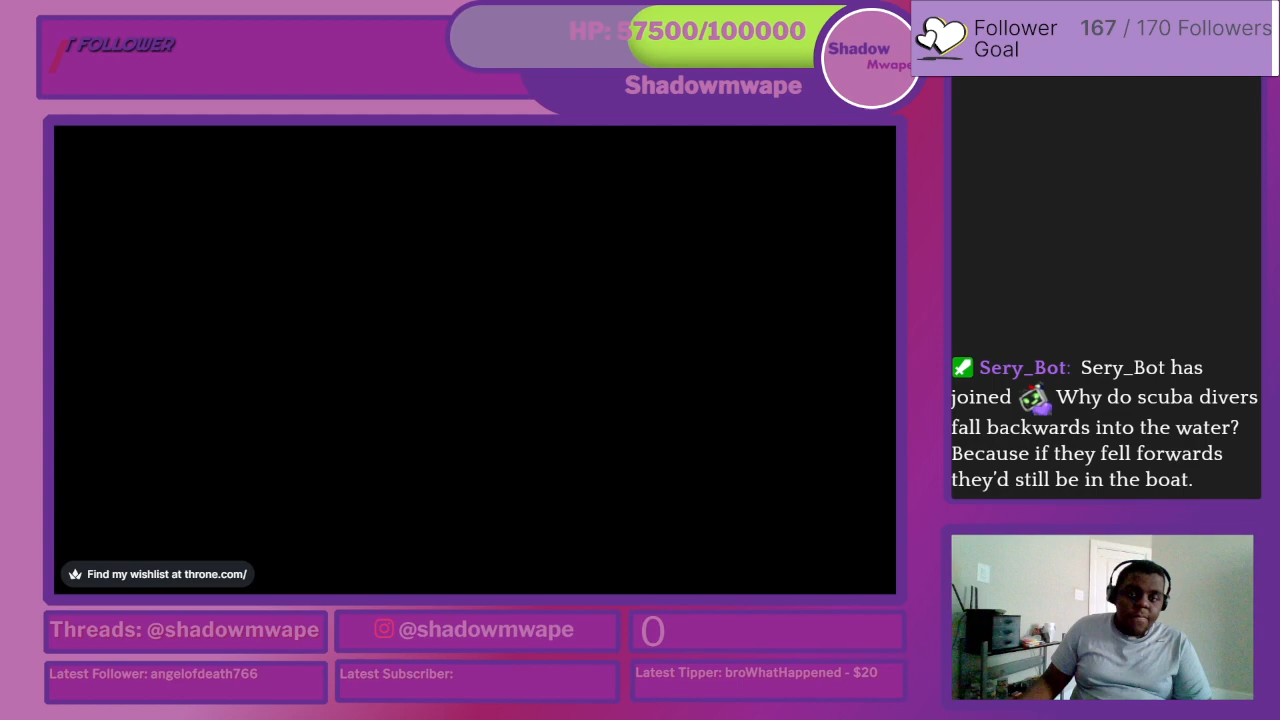 T FOLLOWER
HP: 57500/100000
Shadowmwape
Shadow
Mwape
Follower
Goal
167 / 170 Followers
Sery_Bot: Sery_Bot has
joined Why do scuba divers
fall backwards into the water?
Because if they fell forwards
they'd still be in the boat.
Find my wishlist at throne.com/
Threads: @shadowmwape
@shadowmwape
0
Latest Follower: angelofdeath766
Latest Subscriber:
Latest Tipper: broWhatHappened - $20